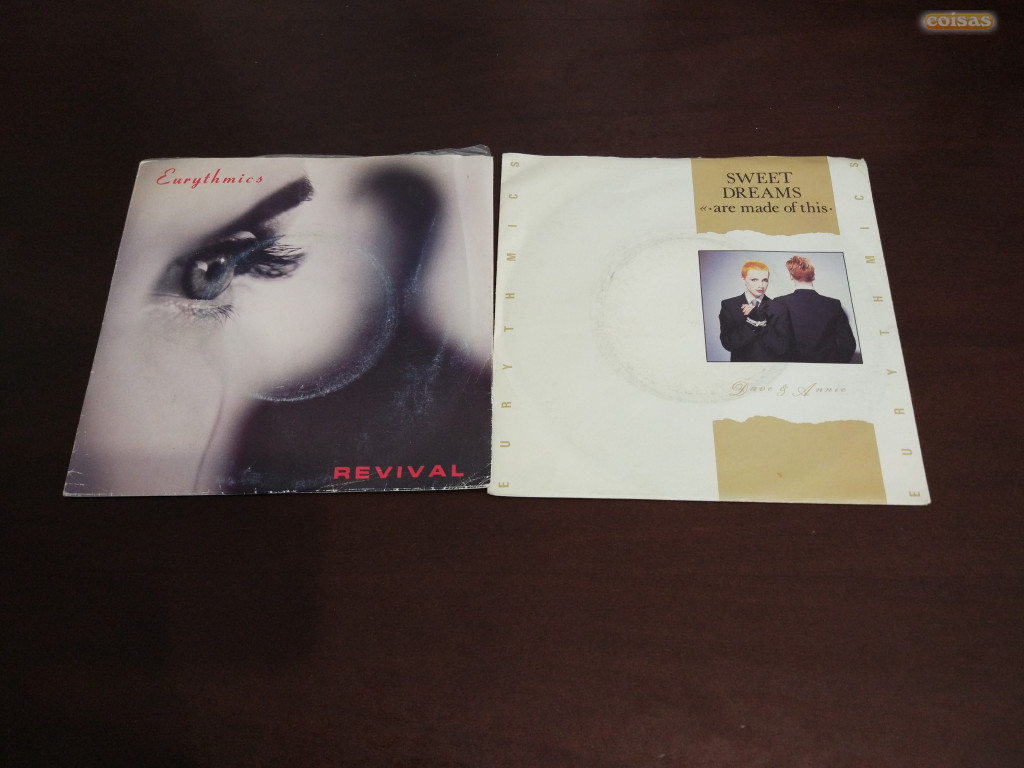 coisas
Eurythmics
REVIVAL
EURYTHMICS
SWEET
DREAMS
«·are made of this·
Dave & Annie
EURYTHMICS